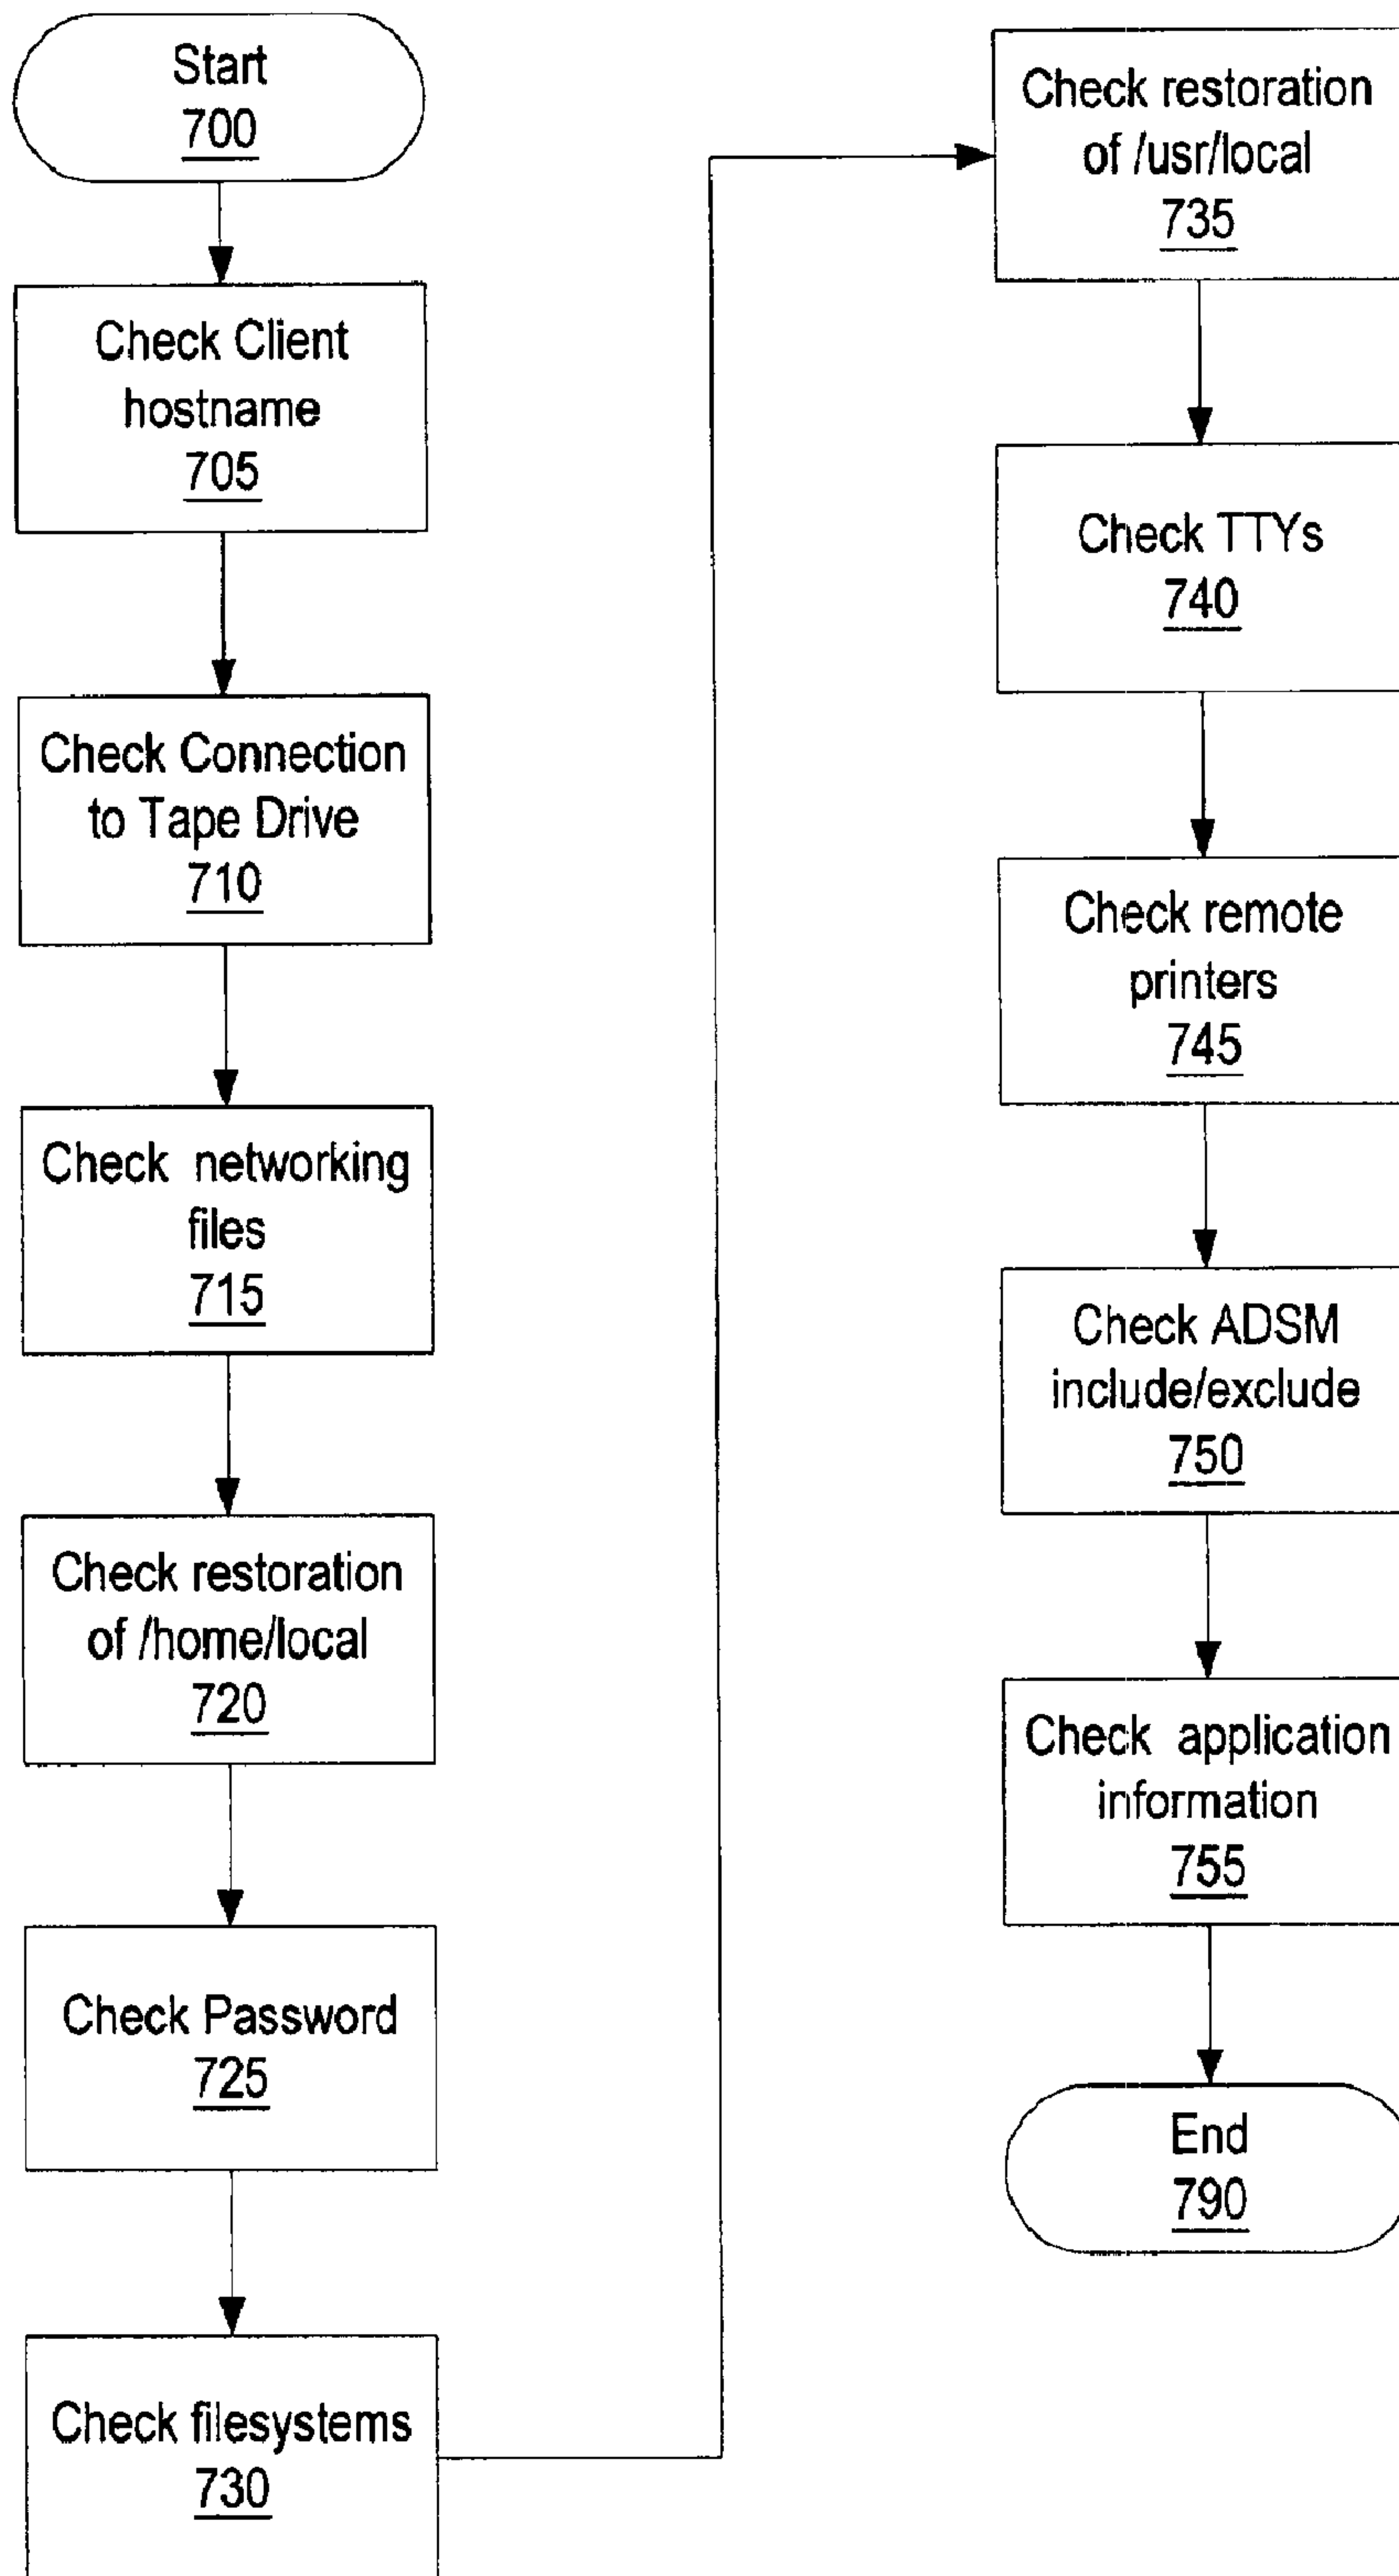 Start
700
Check Client
hostname
705
Check Connection
to Tape Drive
710
Check networking
files
715
Check restoration
of /home/local
720
Check Password
725
Check filesystems
730
Check restoration
of /usr/local
735
Check TTYs
740
Check remote
printers
745
Check ADSM
include/exclude
750
Check application
information
755
End
790